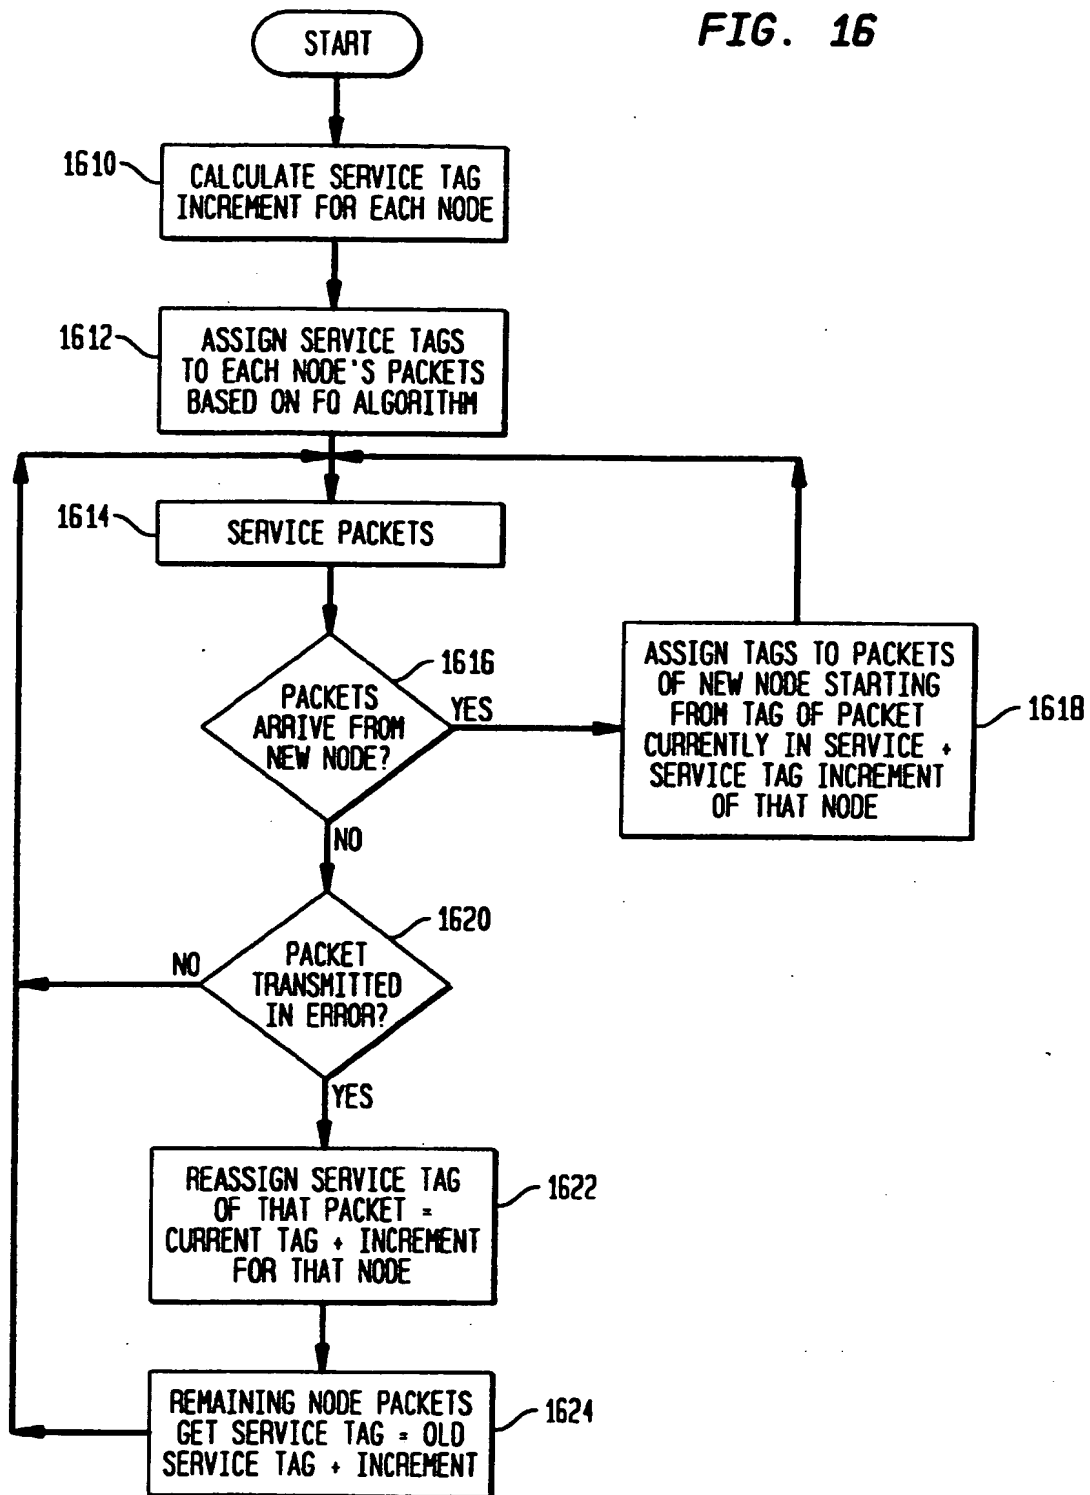 FIG. 16
START
1610
CALCULATE SERVICE TAG
INCREMENT FOR EACH NODE
1612
ASSIGN SERVICE TAGS
TO EACH NODE'S PACKETS
BASED ON FQ ALGORITHM
1614
SERVICE PACKETS
1616
PACKETS
ARRIVE FROM
NEW NODE?
YES
ASSIGN TAGS TO PACKETS
OF NEW NODE STARTING
FROM TAG OF PACKET
CURRENTLY IN SERVICE +
SERVICE TAG INCREMENT
OF THAT NODE
1618
NO
1620
PACKET
TRANSMITTED
IN ERROR?
NO
YES
REASSIGN SERVICE TAG
OF THAT PACKET =
CURRENT TAG + INCREMENT
FOR THAT NODE
1622
REMAINING NODE PACKETS
GET SERVICE TAG = OLD
SERVICE TAG + INCREMENT
1624